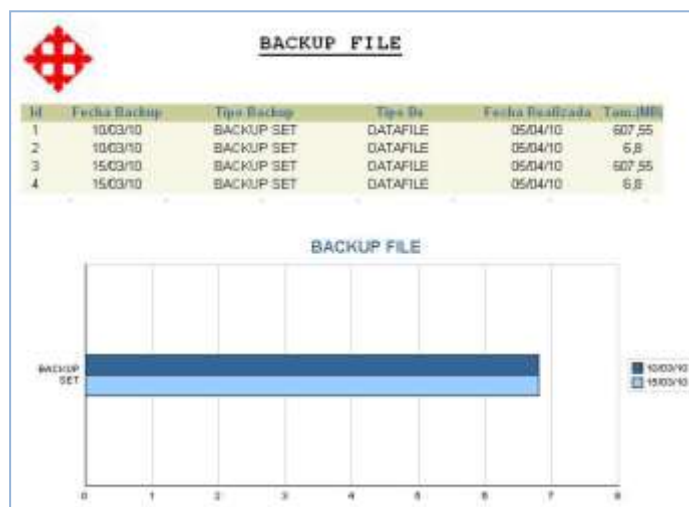 BACKUP FILE
Id Fecha Backup Tipo Backup Tipo Bs Fecha Realizada Tam.(MB)
1 10/03/10 BACKUP SET DATAFILE 05/04/10 607,55
2 10/03/10 BACKUP SET DATAFILE 05/04/10 6,8
3 15/03/10 BACKUP SET DATAFILE 05/04/10 607,55
4 15/03/10 BACKUP SET DATAFILE 05/04/10 6,8
BACKUP FILE
BACKUP
SET
10/03/10
15/03/10
0 1 2 3 4 5 6 7 8